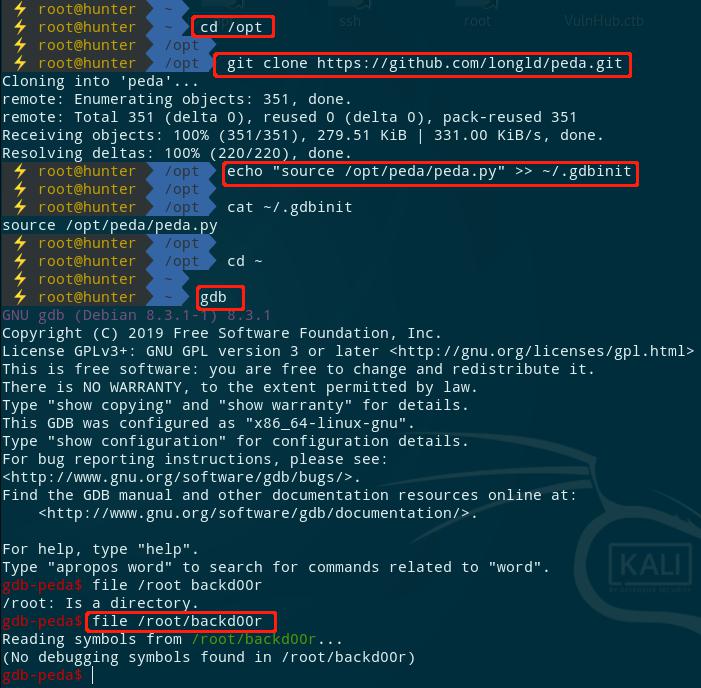 ssh root VulnHub.ctb
⚡ root@hunter ~
⚡ root@hunter ~ cd /opt
⚡ root@hunter /opt
⚡ root@hunter /opt git clone https://github.com/longld/peda.git
Cloning into 'peda'...
remote: Enumerating objects: 351, done.
remote: Total 351 (delta 0), reused 0 (delta 0), pack-reused 351
Receiving objects: 100% (351/351), 279.51 KiB | 331.00 KiB/s, done.
Resolving deltas: 100% (220/220), done.
⚡ root@hunter /opt echo "source /opt/peda/peda.py" >> ~/.gdbinit
⚡ root@hunter /opt
⚡ root@hunter /opt cat ~/.gdbinit
source /opt/peda/peda.py
⚡ root@hunter /opt
⚡ root@hunter /opt cd ~
⚡ root@hunter ~
⚡ root@hunter ~ gdb
GNU gdb (Debian 8.3.1-1) 8.3.1
Copyright (C) 2019 Free Software Foundation, Inc.
License GPLv3+: GNU GPL version 3 or later <http://gnu.org/licenses/gpl.html>
This is free software: you are free to change and redistribute it.
There is NO WARRANTY, to the extent permitted by law.
Type "show copying" and "show warranty" for details.
This GDB was configured as "x86_64-linux-gnu".
Type "show configuration" for configuration details.
For bug reporting instructions, please see:
<http://www.gnu.org/software/gdb/bugs/>.
Find the GDB manual and other documentation resources online at:
    <http://www.gnu.org/software/gdb/documentation/>.

For help, type "help".
Type "apropos word" to search for commands related to "word".
gdb-peda$ file /root backd00r
/root: Is a directory.
gdb-peda$ file /root/backd00r
Reading symbols from /root/backd00r...
(No debugging symbols found in /root/backd00r)
gdb-peda$
KALI
BY OFFENSIVE SECURITY